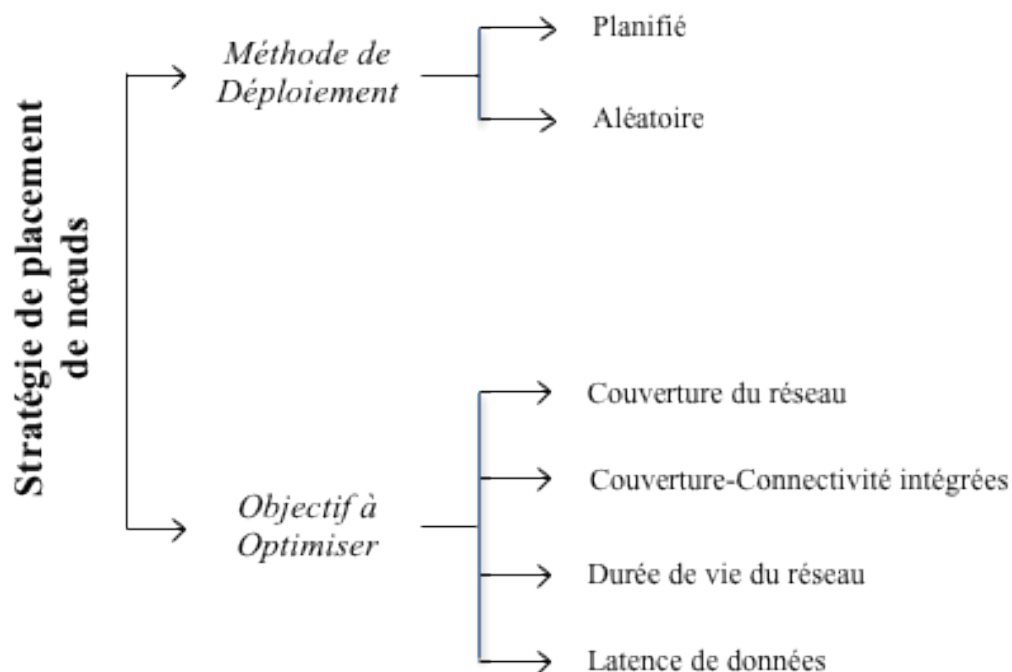 Stratégie de placement
de nœuds
Méthode de
Déploiement
Planifié
Aléatoire
Objectif à
Optimiser
Couverture du réseau
Couverture-Connectivité intégrées
Durée de vie du réseau
Latence de données